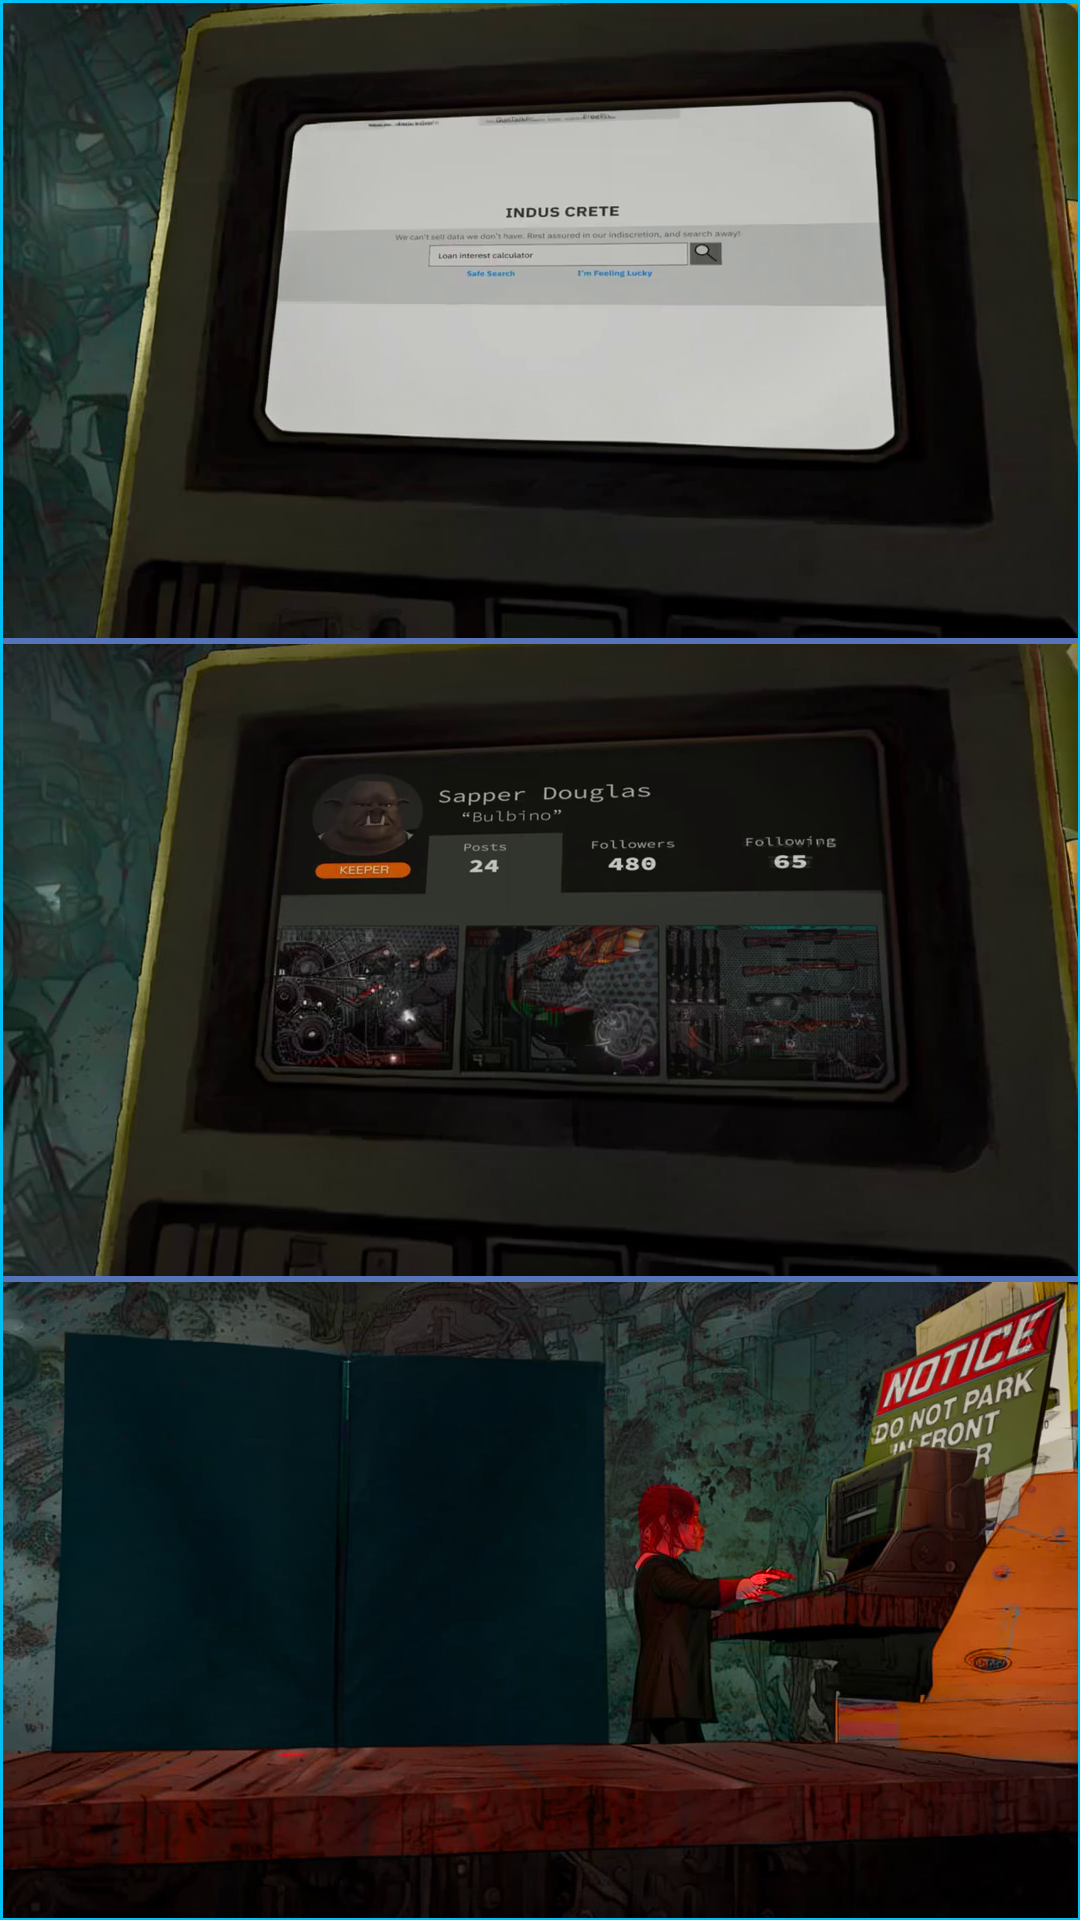 INDUS CRETE
We can't sell data we don't have. Rest assured in our indiscretion, and search away!
Loan interest calculator
Safe Search
I'm Feeling Lucky
Sapper Douglas
“Bulbino”
KEEPER
Posts
24
Followers
480
Following
65
NOTICE
DO NOT PARK
IN FRONT